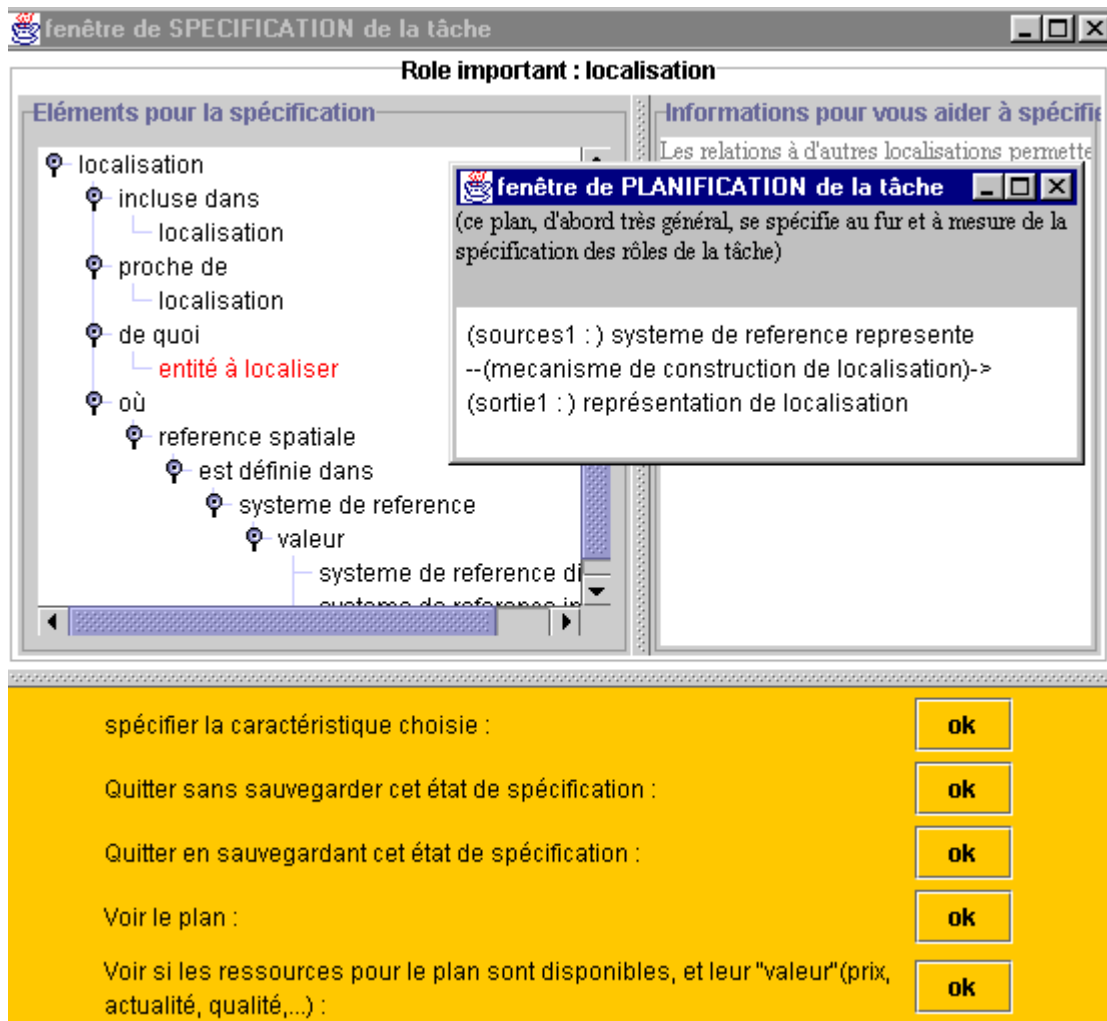 fenêtre de SPECIFICATION de la tâche
Role important : localisation
Eléments pour la spécification
localisation
incluse dans
localisation
proche de
localisation
de quoi
entité à localiser
où
reference spatiale
est définie dans
systeme de reference
valeur
systeme de reference di
systeme de reference in
Informations pour vous aider à spécifie
Les relations à d'autres localisations permette
fenêtre de PLANIFICATION de la tâche
(ce plan, d'abord très général, se spécifie au fur et à mesure de la
spécification des rôles de la tâche)
(sources1 : ) systeme de reference represente
--(mecanisme de construction de localisation)->
(sortie1 : ) représentation de localisation
spécifier la caractéristique choisie : ok
Quitter sans sauvegarder cet état de spécification : ok
Quitter en sauvegardant cet état de spécification : ok
Voir le plan : ok
Voir si les ressources pour le plan sont disponibles, et leur "valeur"(prix,
actualité, qualité,...) : ok